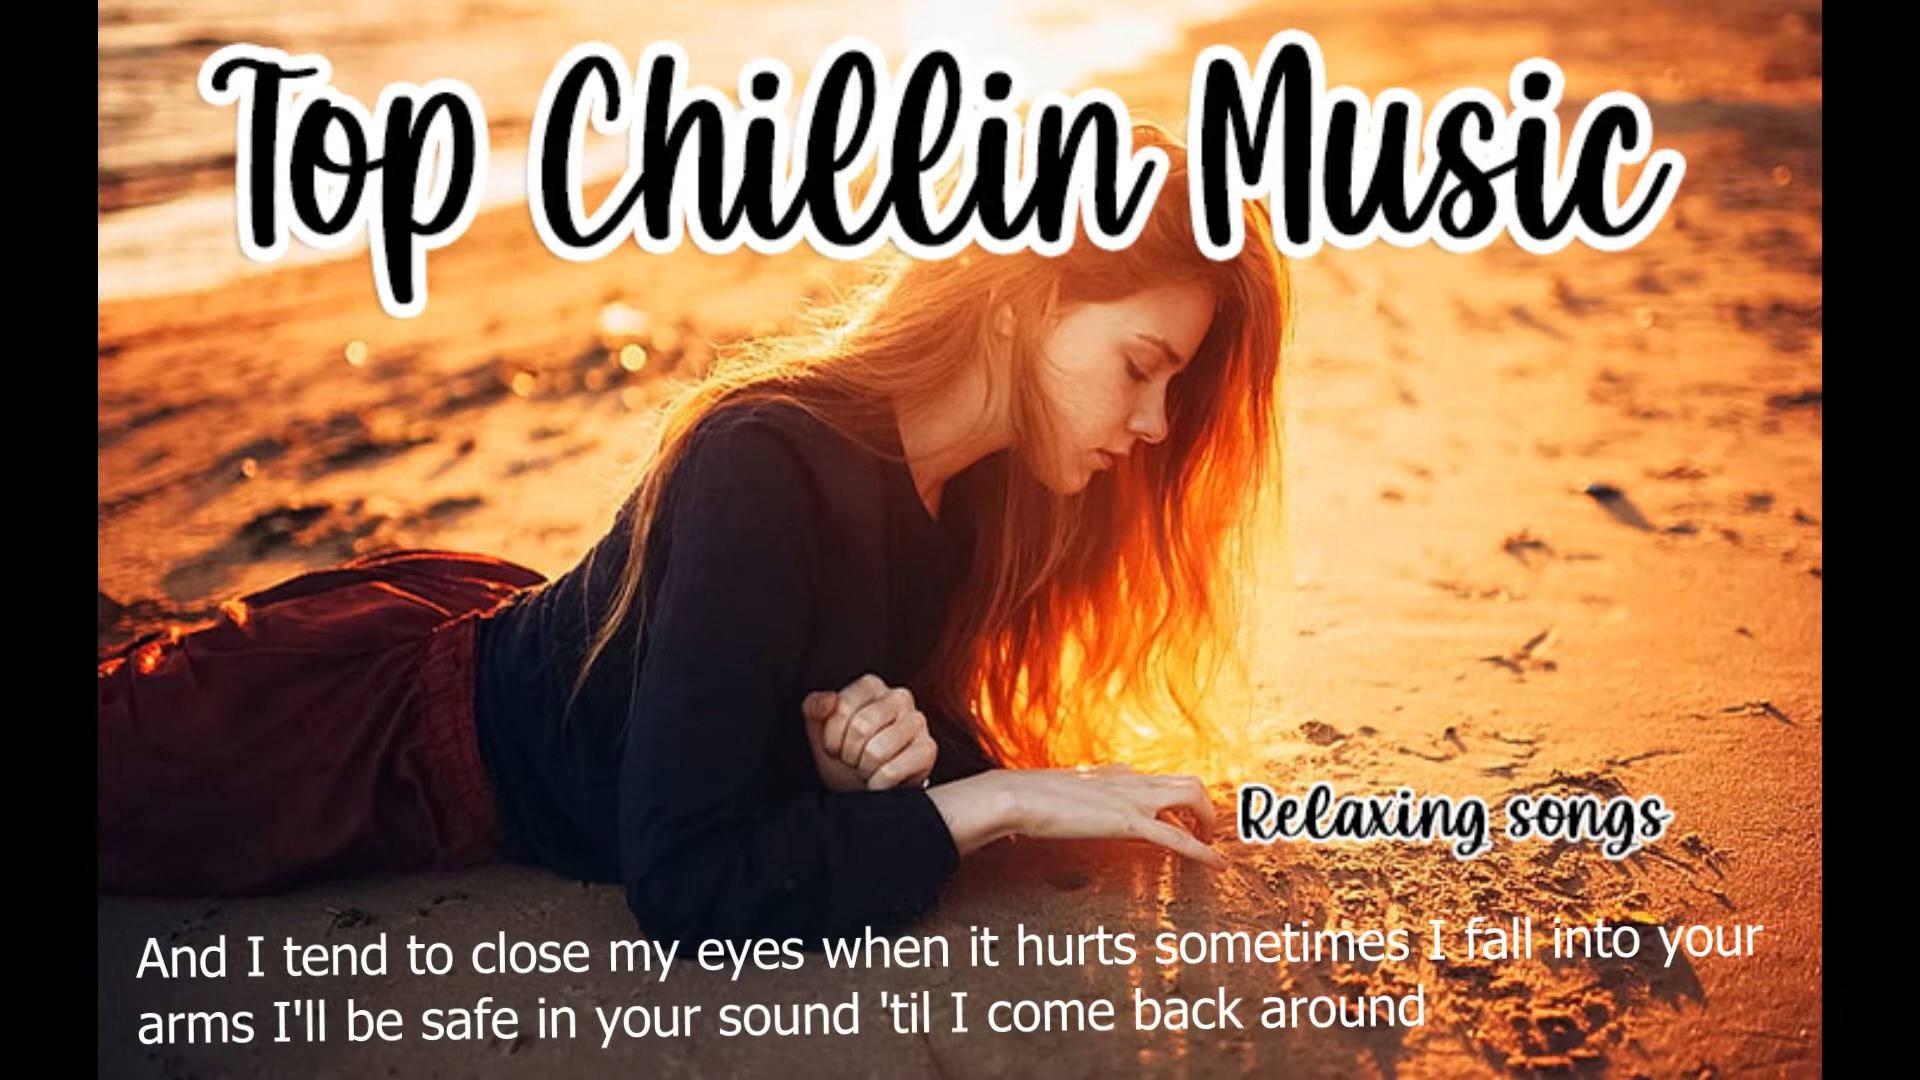 Top Chillin Music
Relaxing songs
And I tend to close my eyes when it hurts sometimes I fall into your
arms I'll be safe in your sound 'til I come back around